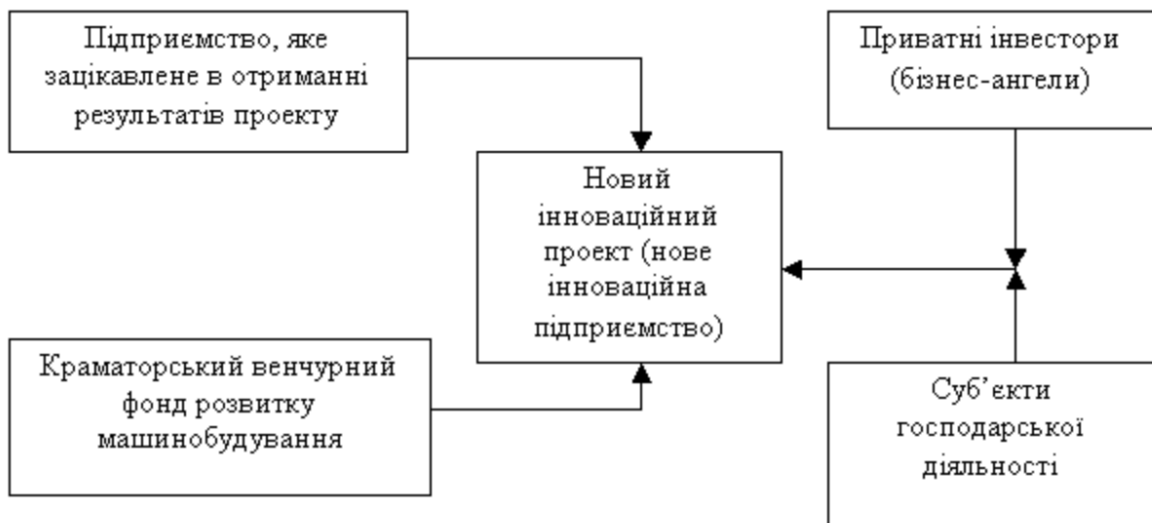 Підприємство, яке
зацікавлене в отриманні
результатів проекту
Приватні інвестори
(бізнес-ангели)
Новий
інноваційний
проект (нове
інноваційна
підприємство)
Краматорський венчурний
фонд розвитку
машинобудування
Суб’єкти
господарської
діяльності